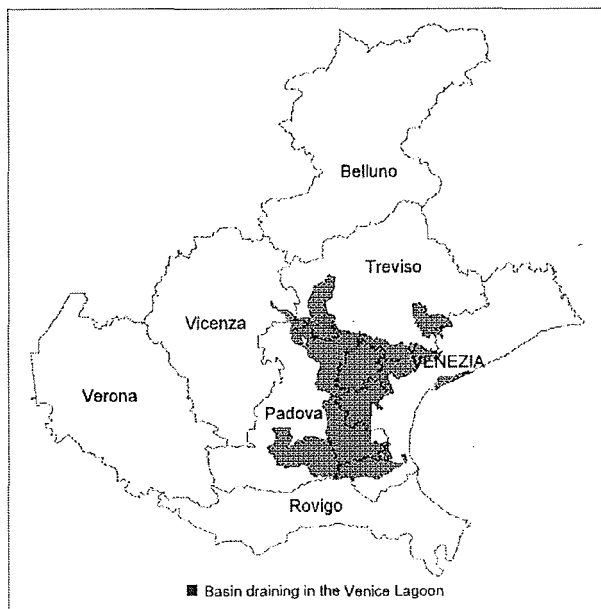 Belluno
Treviso
Vicenza
VENEZIA
Verona
Padova
Rovigo
Basin draining in the Venice Lagoon